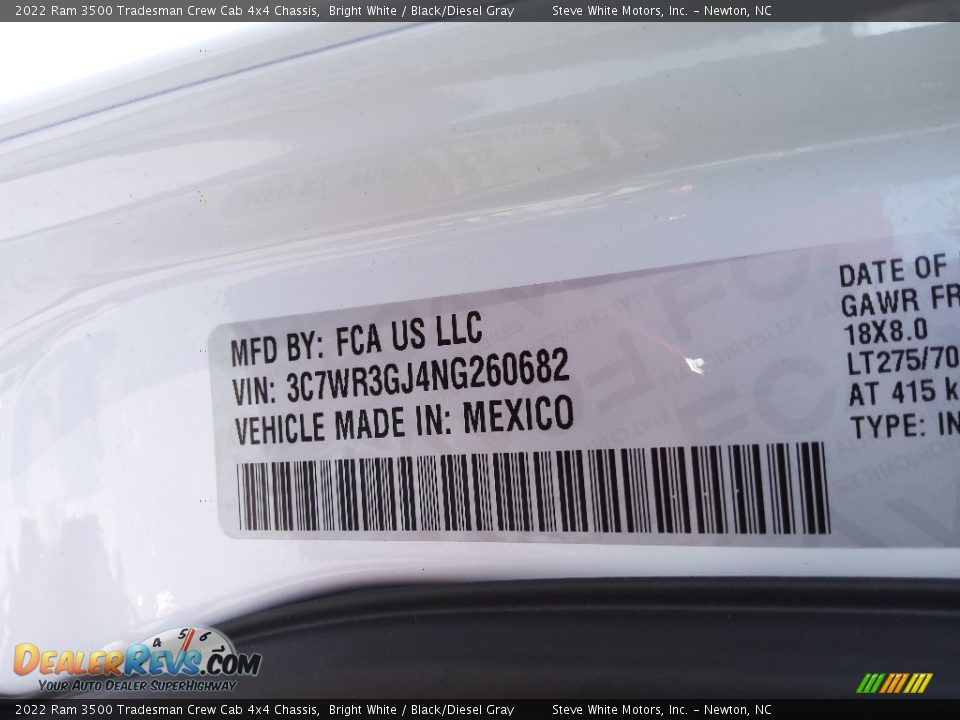 2022 Ram 3500 Tradesman Crew Cab 4x4 Chassis, Bright White / Black/Diesel Gray Steve White Motors, Inc. - Newton, NC
MFD BY: FCA US LLC
VIN: 3C7WR3GJ4NG260682
VEHICLE MADE IN: MEXICO
DATE OF
GAWR FR
18X8.0
LT275/70
AT 415 k
TYPE: IN
4 5 6
DEALERREVS.COM
YOUR AUTO DEALER SUPERHIGHWAY
2022 Ram 3500 Tradesman Crew Cab 4x4 Chassis, Bright White / Black/Diesel Gray Steve White Motors, Inc. - Newton, NC